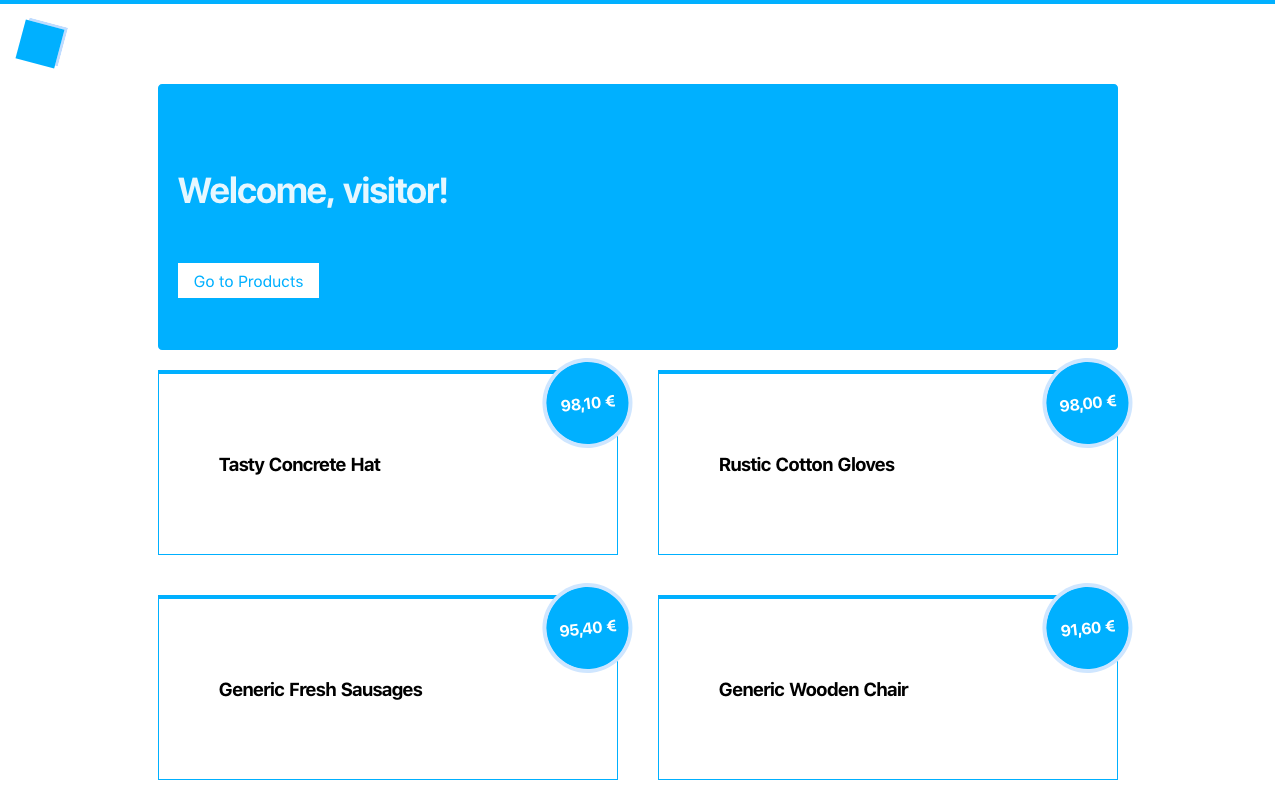 Welcome, visitor!
Go to Products
98,10 €
Tasty Concrete Hat
98,00 €
Rustic Cotton Gloves
95,40 €
Generic Fresh Sausages
91,60 €
Generic Wooden Chair